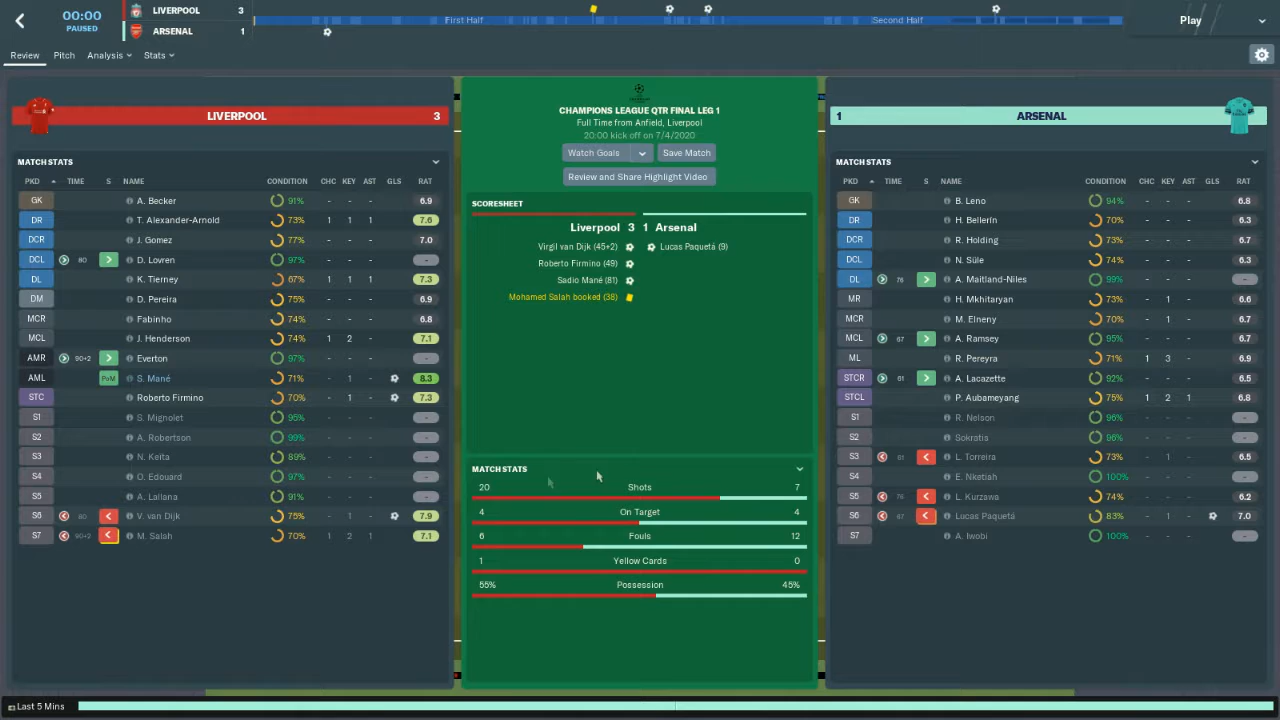 00:00
PAUSED
LIVERPOOL 3
ARSENAL 1
First Half Second Half
Play
Review Pitch Analysis Stats
LIVERPOOL 3
MATCH STATS
PKD TIME S NAME CONDITION CHC KEY AST GLS RAT
GK A. Becker 91% - - - 6.9
DR T. Alexander-Arnold 73% 1 1 1 7.6
DCR J. Gomez 77% - - - 7.0
DCL 80 D. Lovren 97% - - - -
DL K. Tierney 67% 1 1 1 7.3
DM D. Pereira 75% - - - 6.9
MCR Fabinho 74% - - - 6.8
MCL J. Henderson 74% 1 2 - 7.1
AMR 90+2 Everton 97% - - - -
AML PoM S. Mané 71% - 1 - 8.3
STC Roberto Firmino 70% - 1 - 7.3
S1 S. Mignolet 95% - - - -
S2 A. Robertson 99% - - - -
S3 N. Keïta 89% - - - -
S4 O. Edouard 97% - - - -
S5 A. Lallana 91% - - - -
S6 80 V. van Dijk 75% - - - 7.9
S7 90+2 M. Salah 70% 1 2 1 7.1
CHAMPIONS LEAGUE QTR FINAL LEG 1
Full Time from Anfield, Liverpool
20:00 kick off on 7/4/2020
Watch Goals Save Match
Review and Share Highlight Video
SCORESHEET
Liverpool 3 1 Arsenal
Virgil van Dijk (45+2) Lucas Paquetá (9)
Roberto Firmino (49)
Sadio Mané (81)
Mohamed Salah booked (38)
MATCH STATS
20 Shots 7
4 On Target 4
6 Fouls 12
1 Yellow Cards 0
55% Possession 45%
1 ARSENAL
MATCH STATS
PKD TIME S NAME CONDITION CHC KEY AST GLS RAT
GK B. Leno 94% - - - 6.8
DR H. Bellerín 70% - - - 6.3
DCR R. Holding 73% - - - 6.7
DCL N. Süle 74% - - - 6.3
DL 76 A. Maitland-Niles 99% - - - -
MR H. Mkhitaryan 73% - 1 - 6.6
MCR M. Elneny 70% - 1 - 6.7
MCL 67 A. Ramsey 95% - - - 6.7
ML R. Pereyra 71% 1 3 - 6.9
STCR 61 A. Lacazette 92% - - - 6.5
STCL P. Aubameyang 75% 1 2 1 6.8
S1 R. Nelson 96% - - - -
S2 Sokratis 96% - - - -
S3 61 L. Torreira 73% - 1 - 6.5
S4 E. Nketiah 100% - - - -
S5 76 L. Kurzawa 74% - - - 6.2
S6 67 Lucas Paquetá 83% - 1 - 7.0
S7 A. Iwobi 100% - - - -
Last 5 Mins